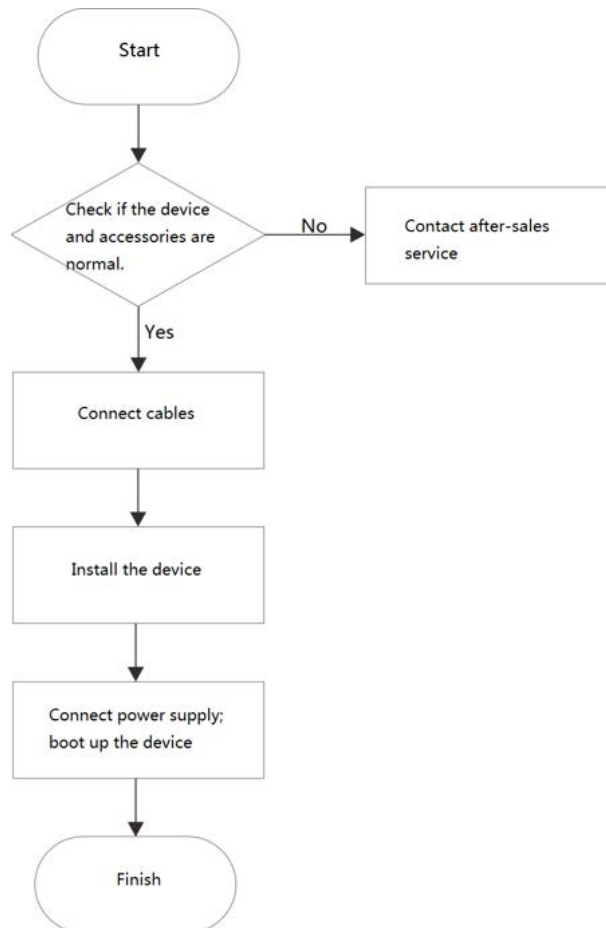 Start
Check if the device
and accessories are
normal.
No
Contact after-sales
service
Yes
Connect cables
Install the device
Connect power supply;
boot up the device
Finish